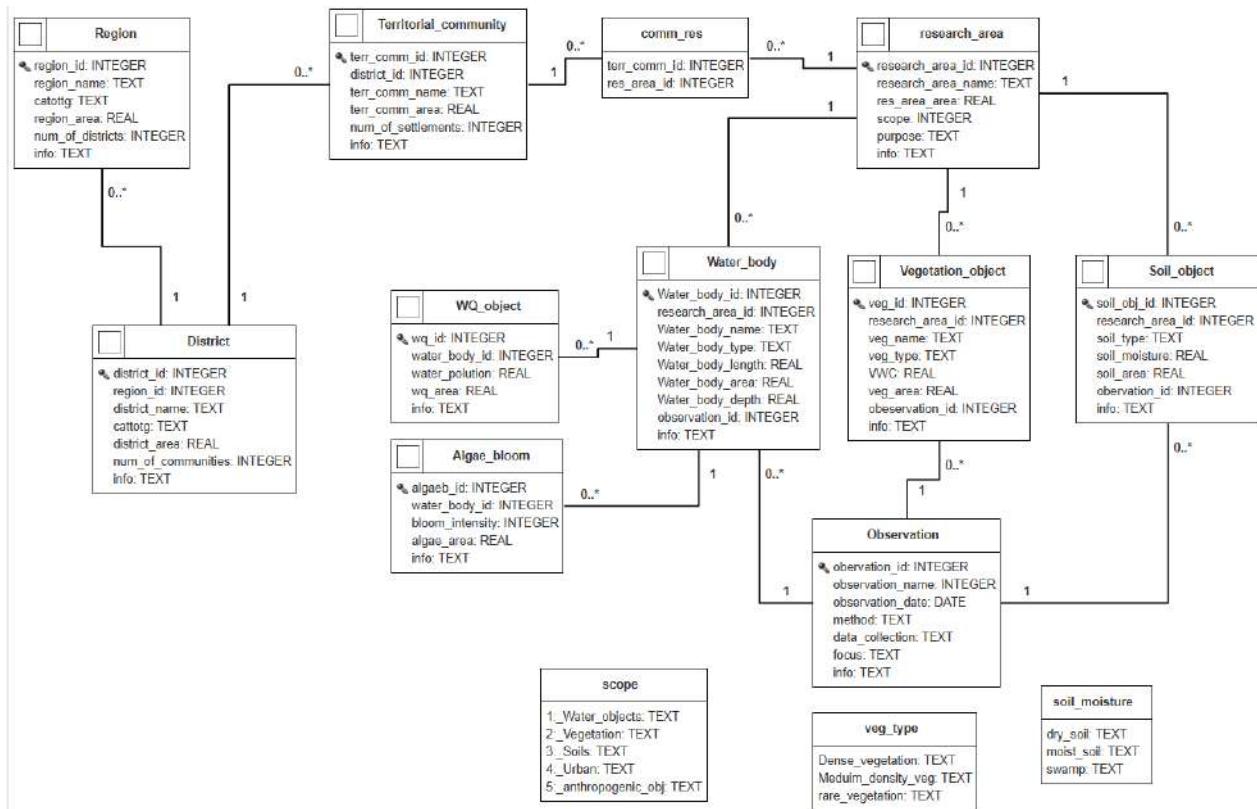 Region
region_id: INTEGER
region_name: TEXT
catottg: TEXT
region_area: REAL
num_of_districts: INTEGER
info: TEXT
0..*
1
Territorial_community
terr_comm_id: INTEGER
district_id: INTEGER
terr_comm_name: TEXT
terr_comm_area: REAL
num_of_settlements: INTEGER
info: TEXT
0..*
1
1
0..*
comm_res
terr_comm_id: INTEGER
res_area_id: INTEGER
0..*
1
research_area
research_area_id: INTEGER
research_area_name: TEXT
res_area_area: REAL
scope: INTEGER
purpose: TEXT
info: TEXT
1
0..*
1
0..*
1
0..*
District
district_id: INTEGER
region_id: INTEGER
district_name: TEXT
cattotg: TEXT
district_area: REAL
num_of_communities: INTEGER
info: TEXT
WQ_object
wq_id: INTEGER
water_body_id: INTEGER
water_polution: REAL
wq_area: REAL
info: TEXT
0..*
1
Water_body
Water_body_id: INTEGER
research_area_id: INTEGER
Water_body_name: TEXT
Water_body_type: TEXT
Water_body_length: REAL
Water_body_area: REAL
Water_body_depth: REAL
observation_id: INTEGER
info: TEXT
Vegetation_object
veg_id: INTEGER
research_area_id: INTEGER
veg_name: TEXT
veg_type: TEXT
VWC: REAL
veg_area: REAL
obeservation_id: INTEGER
info: TEXT
Soil_object
soil_obj_id: INTEGER
research_area_id: INTEGER
soil_type: TEXT
soil_moisture: REAL
soil_area: REAL
obervation_id: INTEGER
info: TEXT
Algae_bloom
algaeb_id: INTEGER
water_body_id: INTEGER
bloom_intensity: INTEGER
algae_area: REAL
info: TEXT
0..*
1
0..*
1
0..*
1
0..*
1
Observation
obervation_id: INTEGER
observation_name: INTEGER
observation_date: DATE
method: TEXT
data_collection: TEXT
focus: TEXT
info: TEXT
scope
1:_Water_objects: TEXT
2:_Vegetation: TEXT
3:_Soils: TEXT
4:_Urban: TEXT
5:_anthropogenic_obj: TEXT
veg_type
Dense_vegetation: TEXT
Meduim_density_veg: TEXT
rare_vegetation: TEXT
soil_moisture
dry_soil: TEXT
moist_soil: TEXT
swamp: TEXT